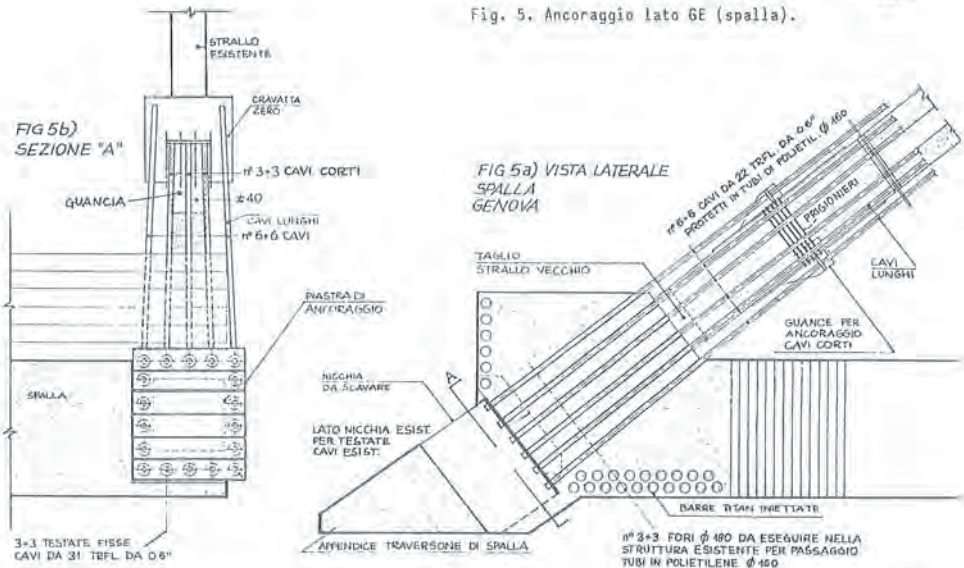 Fig. 5. Ancoraggio lato GE (spalla).
STRALLO
ESISTENTE
CRAVATTA
ZERO
FIG 5b)
SEZIONE "A"
n° 3+3 CAVI CORTI
GUANCIA
±40
CAVI LUNGHI
n° 6+6 CAVI
PIASTRA DI
ANCORAGGIO
SPALLA
3+3 TESTATE FISSE
CAVI DA 31 TRFL. DA 0.6"
FIG 5a) VISTA LATERALE
SPALLA
GENOVA
n° 6+6 CAVI DA 22 TRFL. DA 0.6"
PROTETTI IN TUBI DI POLIETIL. Ø 160
PRIGIONIERI
TAGLIO
STRALLO VECCHIO
CAVI
LUNGHI
GUANCE PER
ANCORAGGIO
CAVI CORTI
NICCHIA
DA SCAVARE
A
LATO NICCHIA ESIST.
PER TESTATE
CAVI ESIST.
BARRE TITAN INIETTATE
APPENDICE TRAVERSONE DI SPALLA
n° 3+3 FORI Ø 180 DA ESEGUIRE NELLA
STRUTTURA ESISTENTE PER PASSAGGIO
TUBI IN POLIETILENE Ø 160